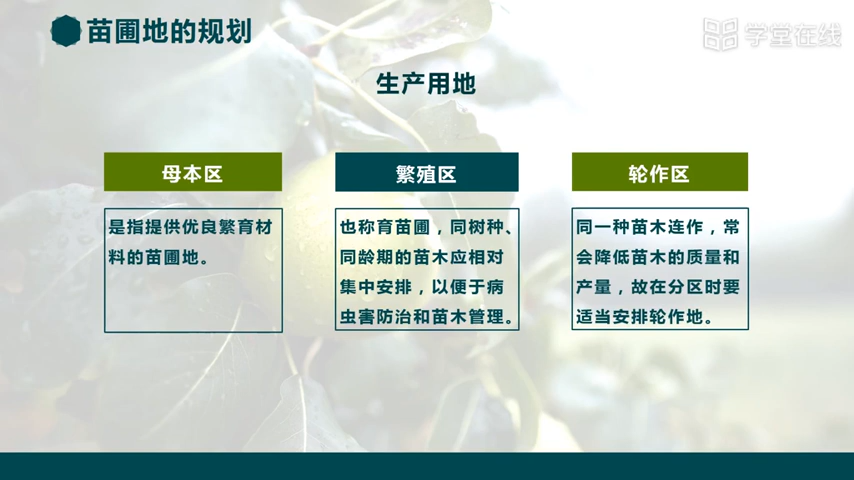 苗圃地的规划
学堂在线
生产用地
母本区
是指提供优良繁育材
料的苗圃地。
繁殖区
也称育苗圃，同树种、
同龄期的苗木应相对
集中安排，以便于病
虫害防治和苗木管理。
轮作区
同一种苗木连作，常
会降低苗木的质量和
产量，故在分区时要
适当安排轮作地。